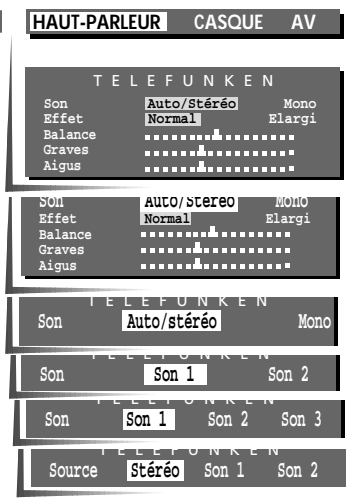 HAUT-PARLEUR CASQUE AV
TELEFUNKEN
Son Auto/Stéréo Mono
Effet Normal Elargi
Balance
Graves
Aigus
Son Auto/Stéréo Mono
Effet Normal Elargi
Balance
Graves
Aigus
TELEFUNKEN
Son Auto/stéréo Mono
TELEFUNKEN
Son Son 1 Son 2
TELEFUNKEN
Son Son 1 Son 2 Son 3
TELEFUNKEN
Source Stéréo Son 1 Son 2